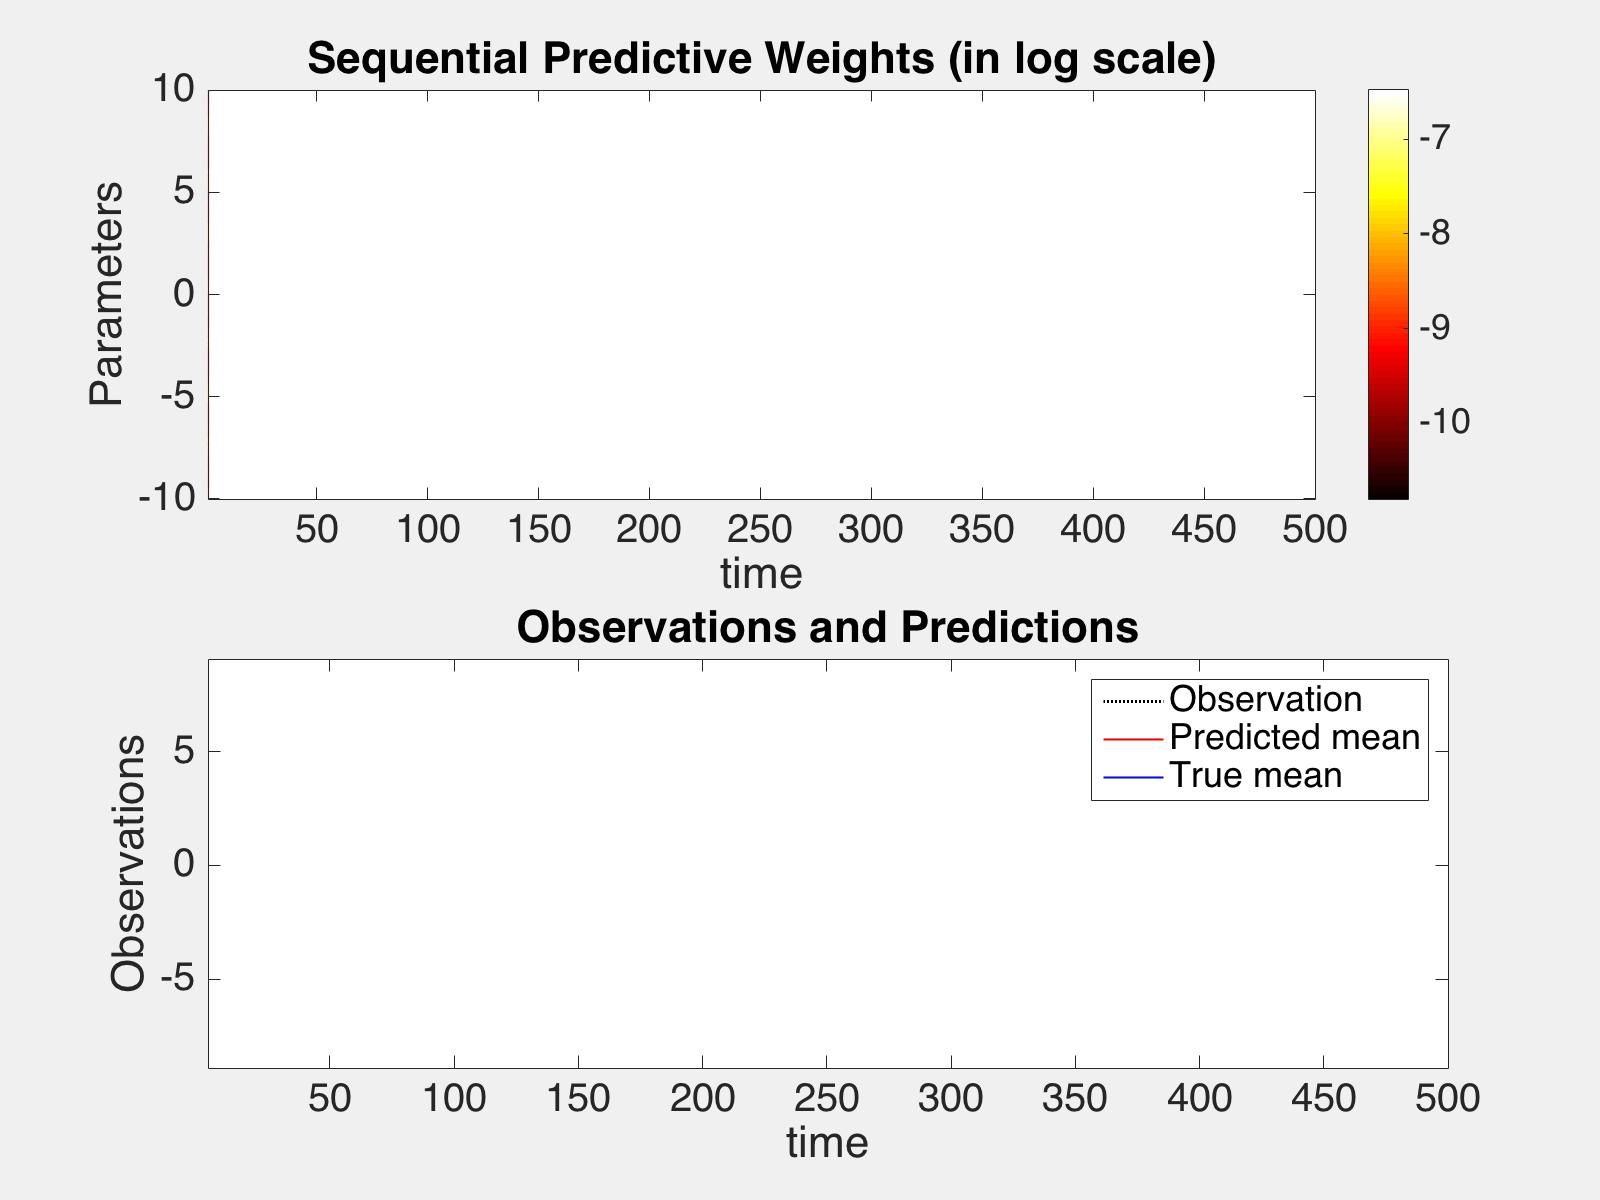 Sequential Predictive Weights (in log scale)
10
5
0
-5
-10
Parameters
50 100 150 200 250 300 350 400 450 500
time
-7
-8
-9
-10
Observations and Predictions
5
0
-5
Observations
Observation
Predicted mean
True mean
50 100 150 200 250 300 350 400 450 500
time